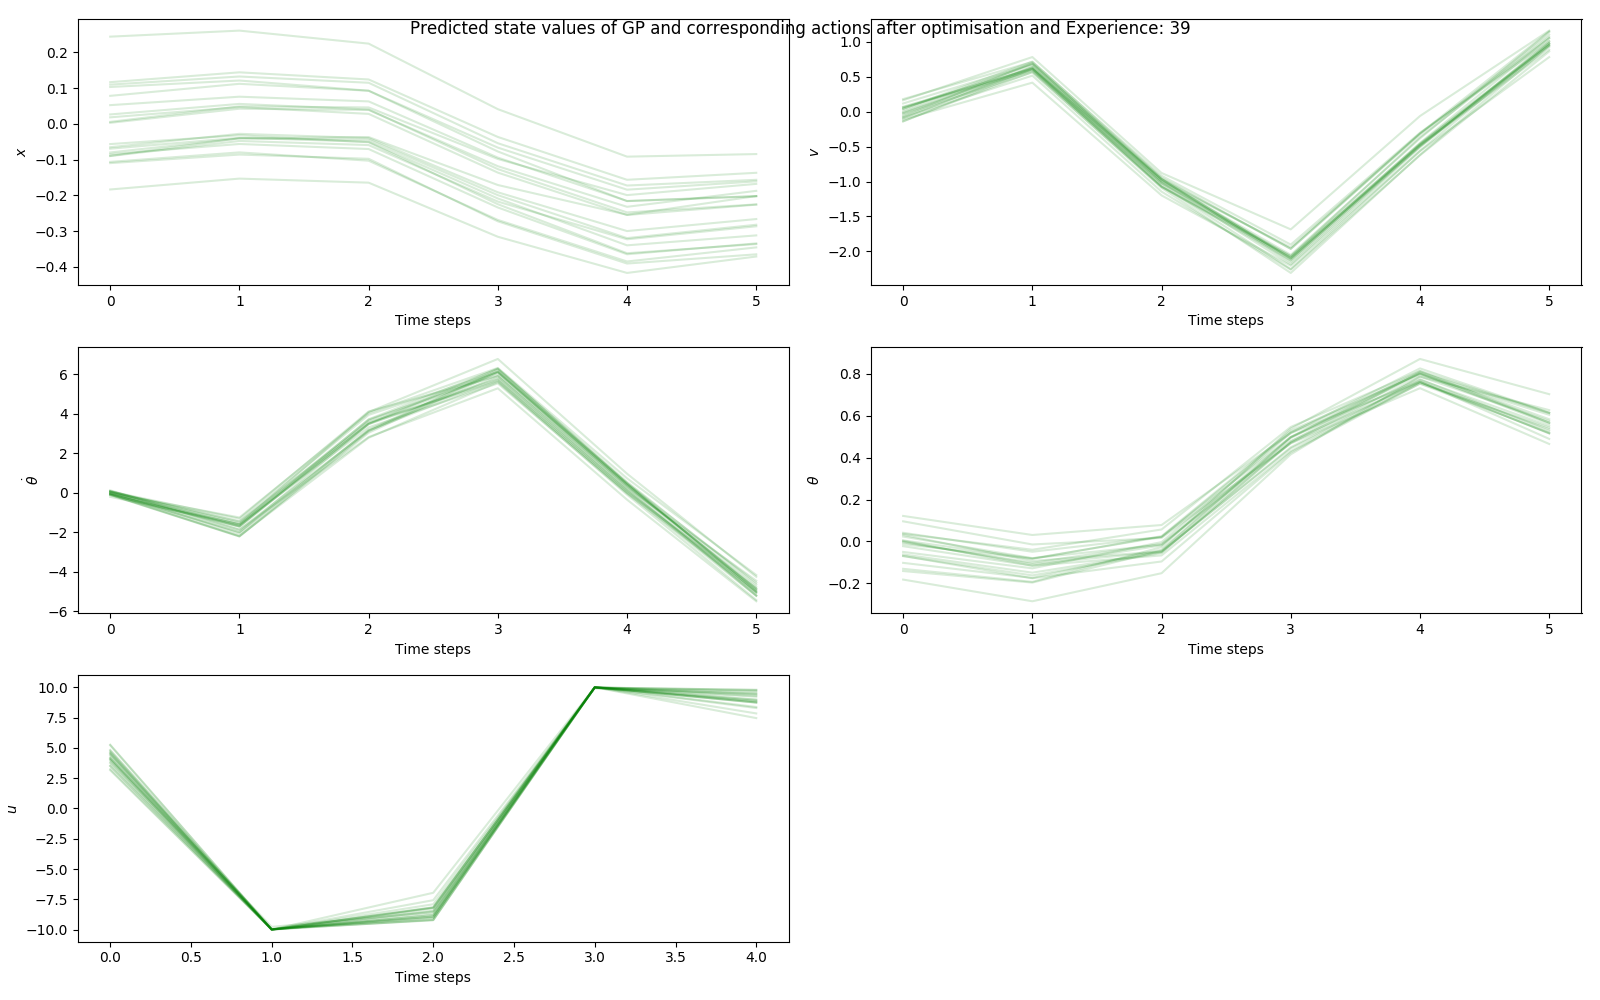 Predicted state values of GP and corresponding actions after optimisation and Experience: 39
0.2
0.1
0.0
−0.1
−0.2
−0.3
−0.4
x
0 1 2 3 4 5
Time steps
1.0
0.5
0.0
−0.5
−1.0
−1.5
−2.0
v
0 1 2 3 4 5
Time steps
6
4
2
0
−2
−4
−6
θ̇
0 1 2 3 4 5
Time steps
0.8
0.6
0.4
0.2
0.0
−0.2
θ
0 1 2 3 4 5
Time steps
10.0
7.5
5.0
2.5
0.0
−2.5
−5.0
−7.5
−10.0
u
0.0 0.5 1.0 1.5 2.0 2.5 3.0 3.5 4.0
Time steps